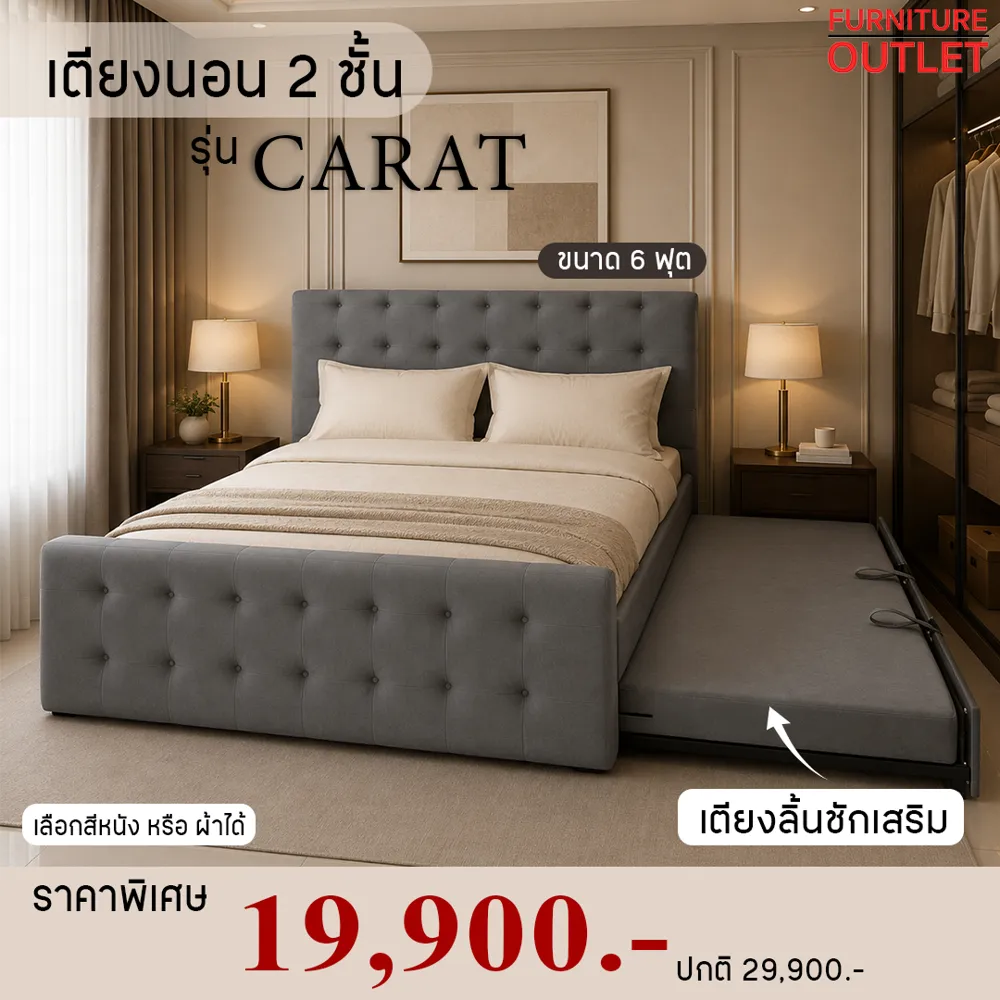 FURNITURE
OUTLET
เตียงนอน 2 ชั้น
รุ่น CARAT
ขนาด 6 ฟุต
เตียงลิ้นชักเสริม
เลือกสีหนัง หรือ ผ้าได้
ราคาพิเศษ 19,900.-
ปกติ 29,900.-